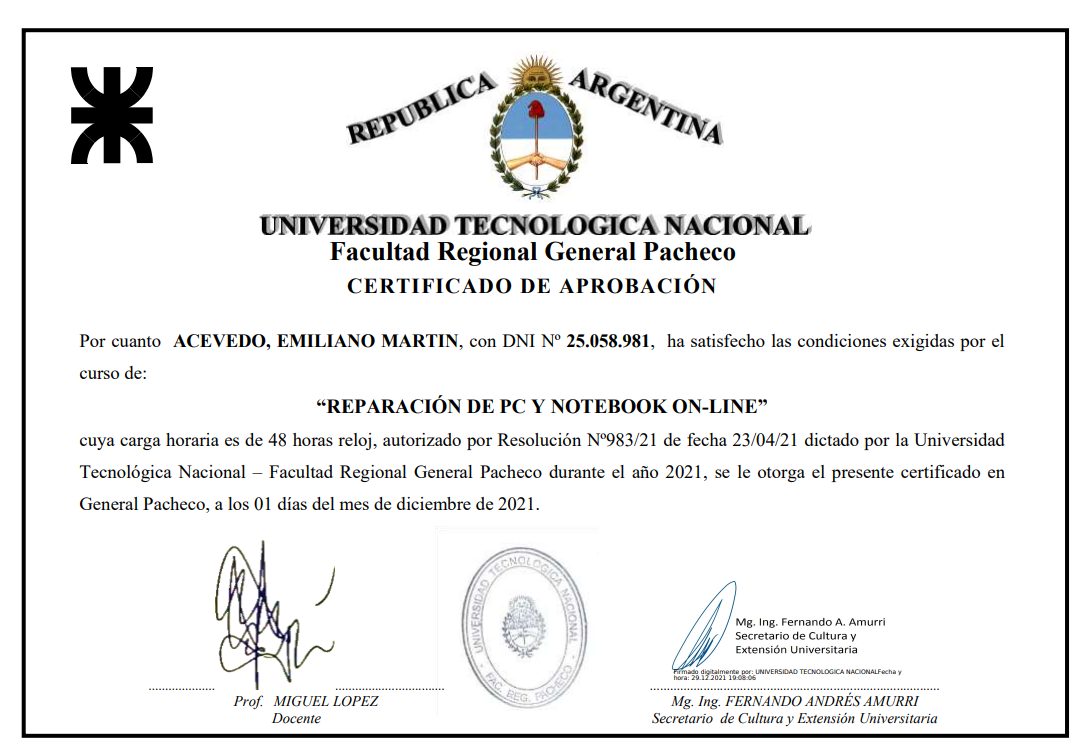 REPUBLICA ARGENTINA
UNIVERSIDAD TECNOLOGICA NACIONAL
Facultad Regional General Pacheco
CERTIFICADO DE APROBACIÓN
Por cuanto ACEVEDO, EMILIANO MARTIN, con DNI Nº 25.058.981, ha satisfecho las condiciones exigidas por el
curso de:
“REPARACIÓN DE PC Y NOTEBOOK ON-LINE”
cuya carga horaria es de 48 horas reloj, autorizado por Resolución Nº983/21 de fecha 23/04/21 dictado por la Universidad
Tecnológica Nacional – Facultad Regional General Pacheco durante el año 2021, se le otorga el presente certificado en
General Pacheco, a los 01 días del mes de diciembre de 2021.
UNIVERSIDAD TECNOLOGICA NACIONAL
FAC. REG. PACHECO
Mg. Ing. Fernando A. Amurri
Secretario de Cultura y
Extensión Universitaria
Firmado digitalmente por: UNIVERSIDAD TECNOLOGICA NACIONALFecha y
hora: 29.12.2021 19:08:06
Prof. MIGUEL LOPEZ
Docente
Mg. Ing. FERNANDO ANDRÉS AMURRI
Secretario de Cultura y Extensión Universitaria